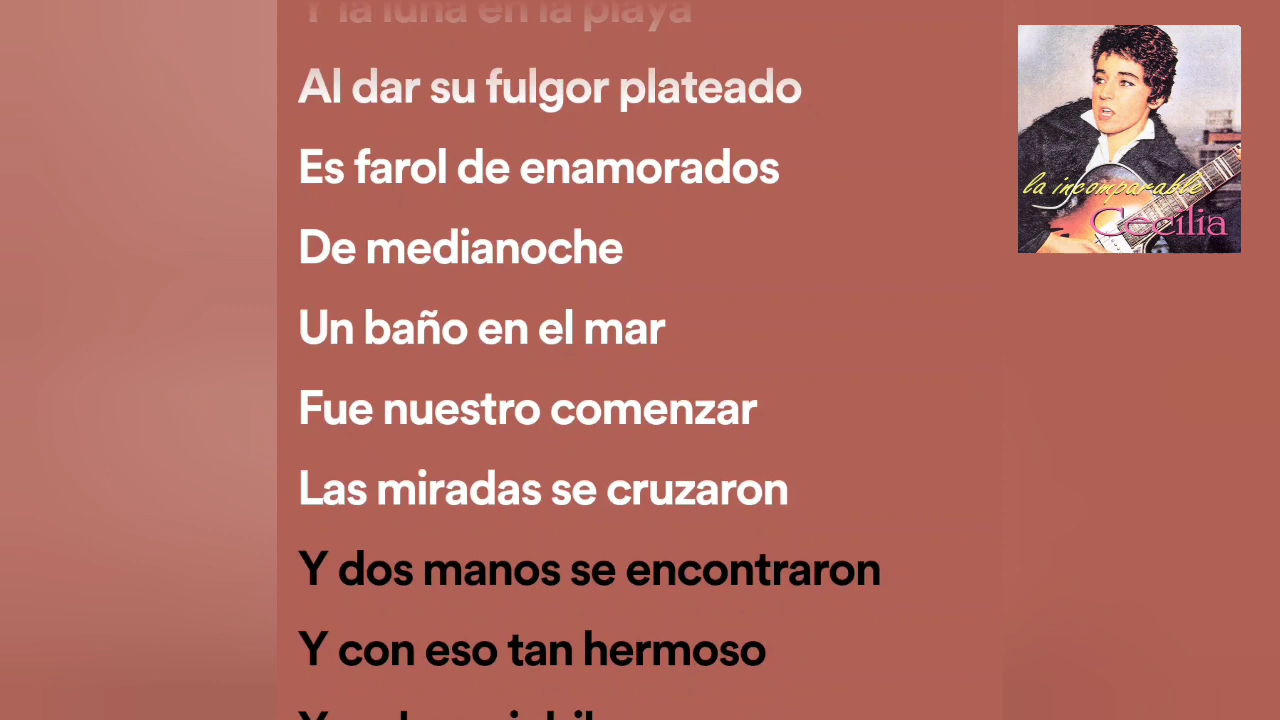 Y la luna en la playa
Al dar su fulgor plateado
Es farol de enamorados
De medianoche
Un baño en el mar
Fue nuestro comenzar
Las miradas se cruzaron
Y dos manos se encontraron
Y con eso tan hermoso
la incomparable
Cecilia